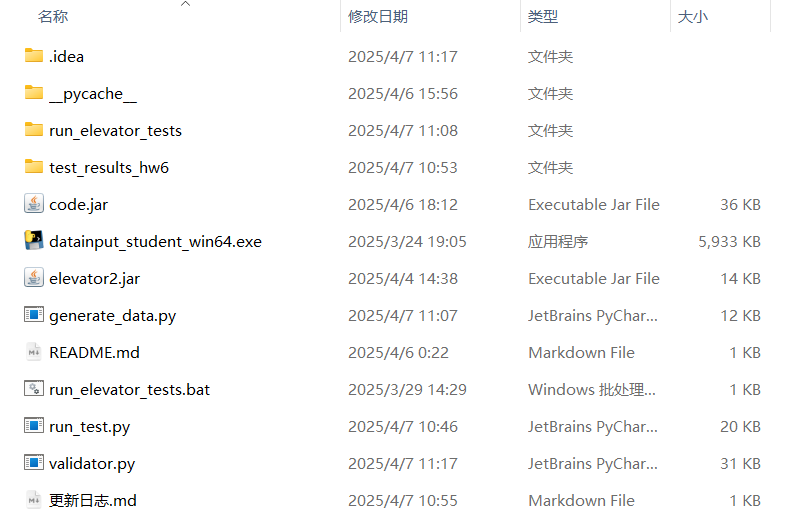 名称 修改日期 类型 大小
.idea 2025/4/7 11:17 文件夹
__pycache__ 2025/4/6 15:56 文件夹
run_elevator_tests 2025/4/7 11:08 文件夹
test_results_hw6 2025/4/7 10:53 文件夹
code.jar 2025/4/6 18:12 Executable Jar File 36 KB
datainput_student_win64.exe 2025/3/24 19:05 应用程序 5,933 KB
elevator2.jar 2025/4/4 14:38 Executable Jar File 14 KB
generate_data.py 2025/4/7 11:07 JetBrains PyChar... 12 KB
README.md 2025/4/6 0:22 Markdown File 1 KB
run_elevator_tests.bat 2025/3/29 14:29 Windows 批处理... 1 KB
run_test.py 2025/4/7 10:46 JetBrains PyChar... 20 KB
validator.py 2025/4/7 11:17 JetBrains PyChar... 31 KB
更新日志.md 2025/4/7 10:55 Markdown File 1 KB